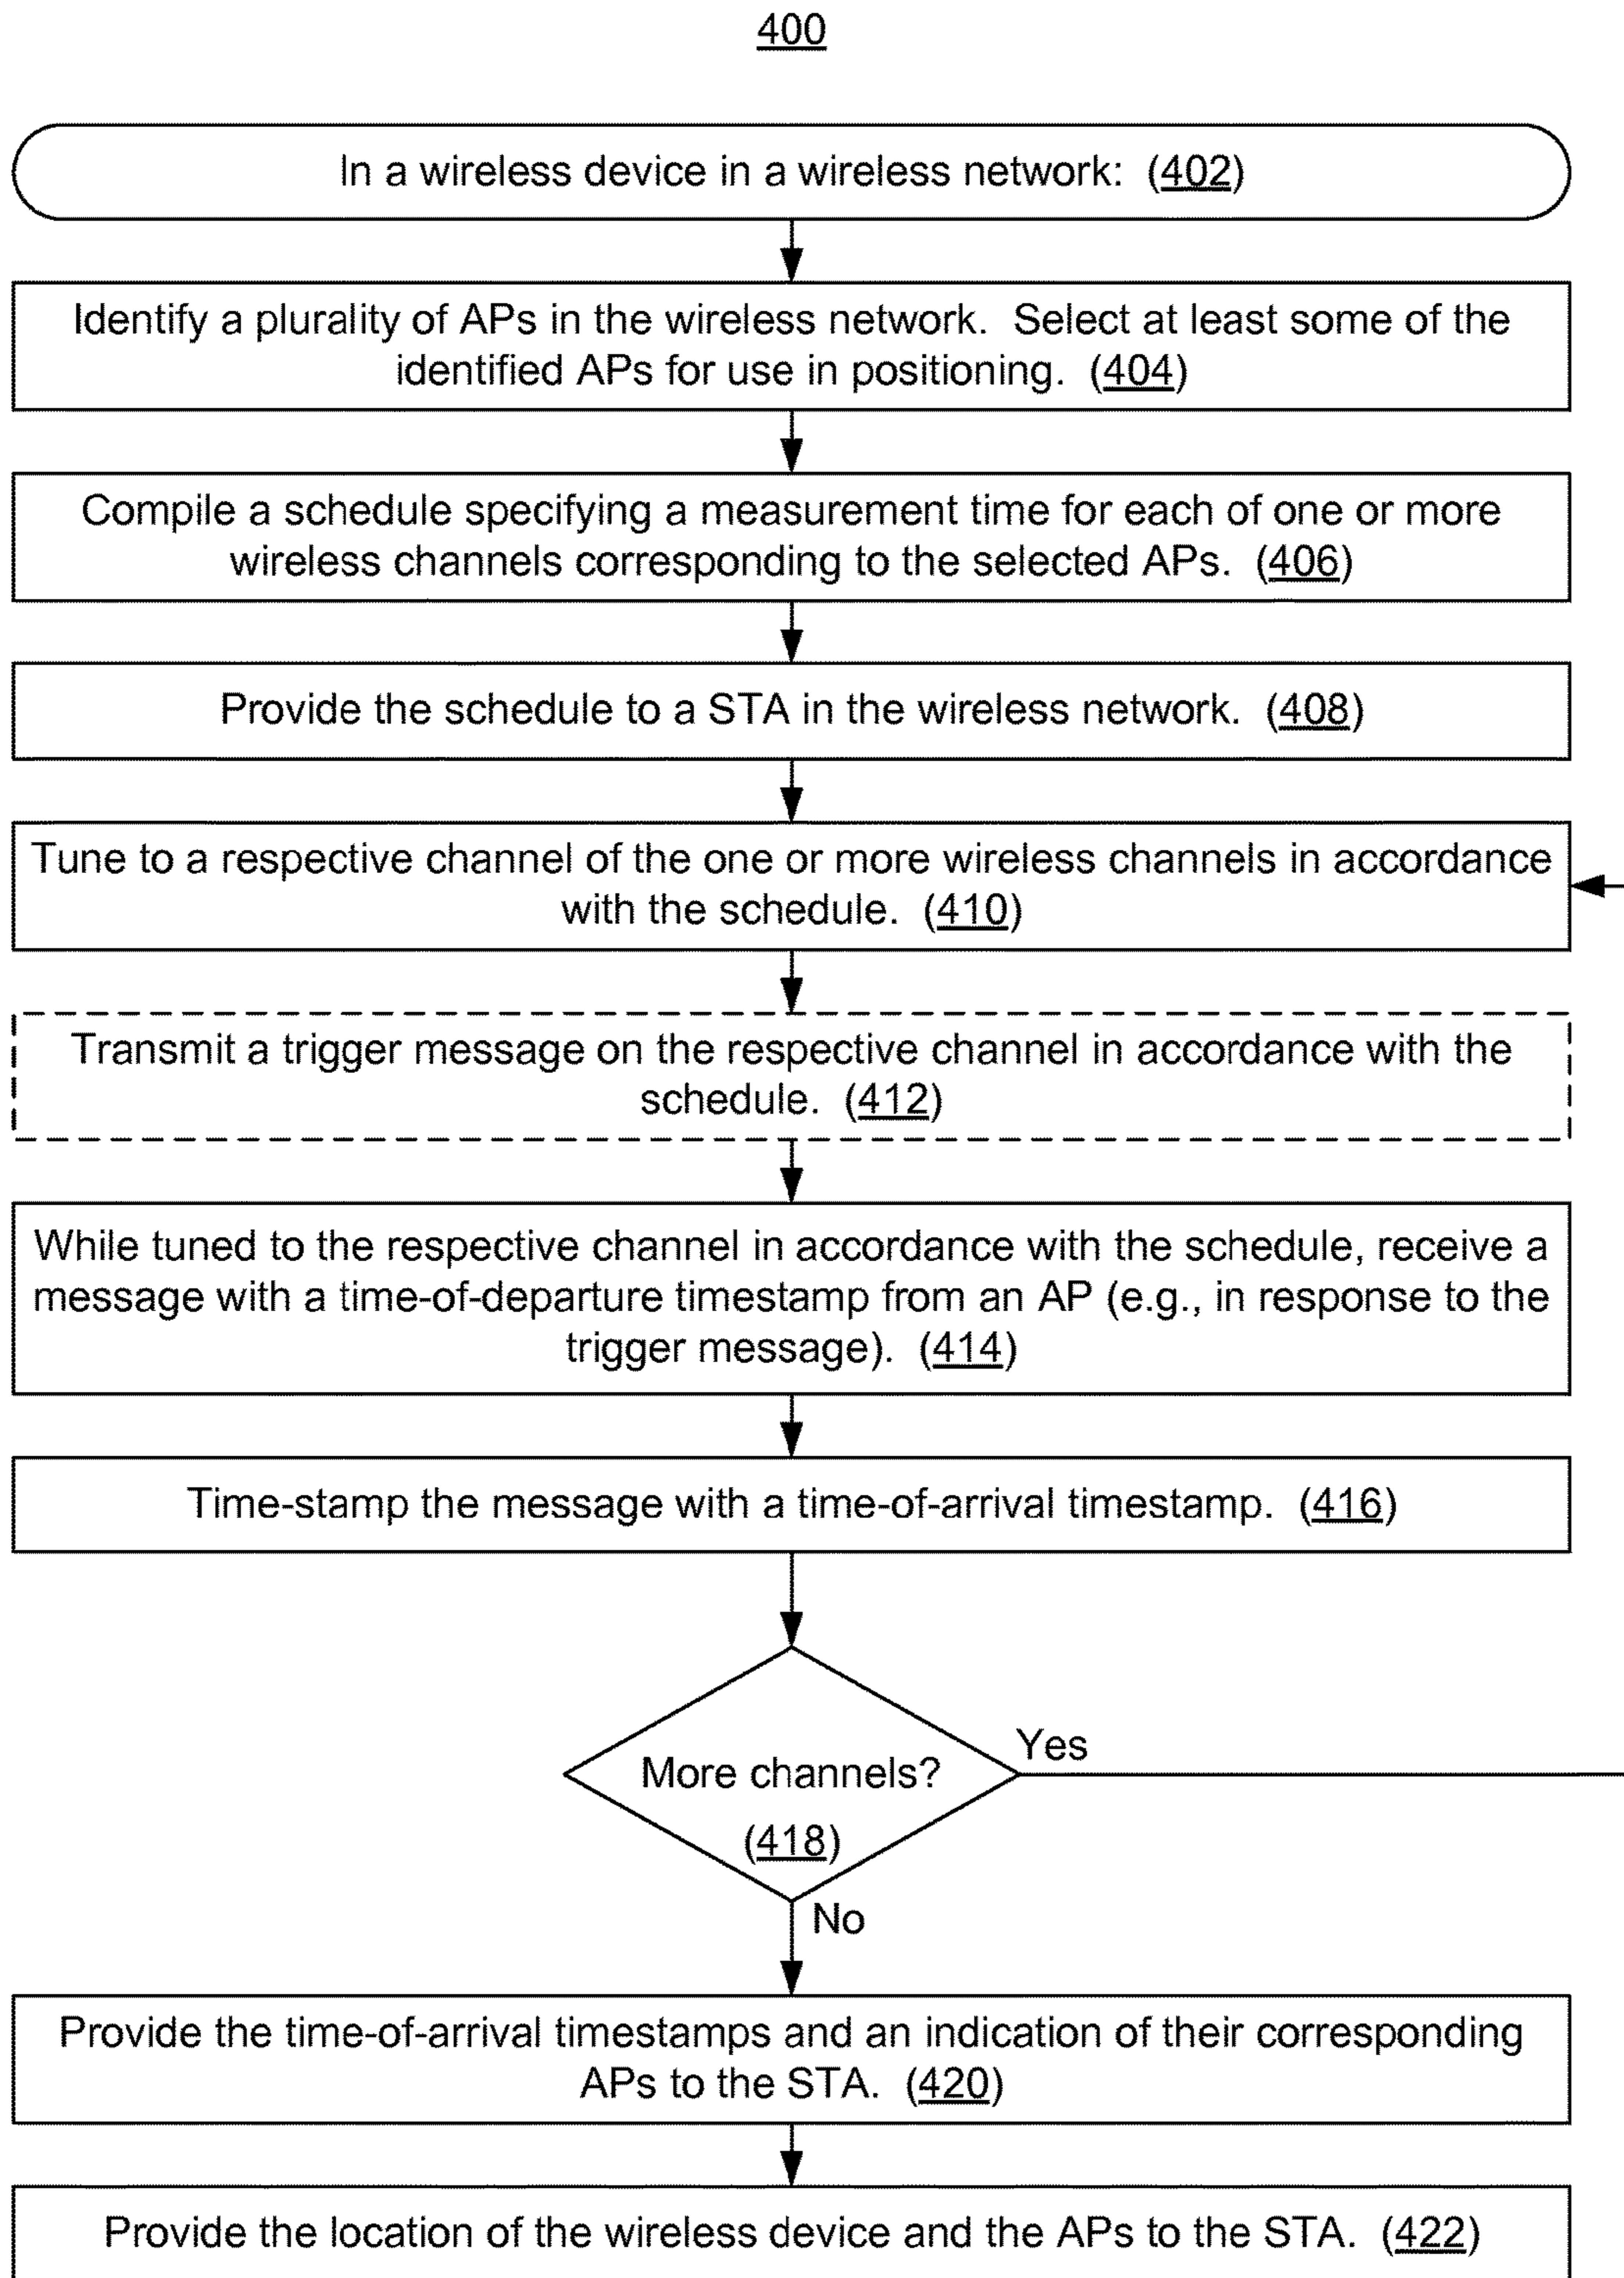 400
In a wireless device in a wireless network: (402)
Identify a plurality of APs in the wireless network. Select at least some of the
identified APs for use in positioning. (404)
Compile a schedule specifying a measurement time for each of one or more
wireless channels corresponding to the selected APs. (406)
Provide the schedule to a STA in the wireless network. (408)
Tune to a respective channel of the one or more wireless channels in accordance
with the schedule. (410)
Transmit a trigger message on the respective channel in accordance with the
schedule. (412)
While tuned to the respective channel in accordance with the schedule, receive a
message with a time-of-departure timestamp from an AP (e.g., in response to the
trigger message). (414)
Time-stamp the message with a time-of-arrival timestamp. (416)
More channels?
(418)
Yes
No
Provide the time-of-arrival timestamps and an indication of their corresponding
APs to the STA. (420)
Provide the location of the wireless device and the APs to the STA. (422)